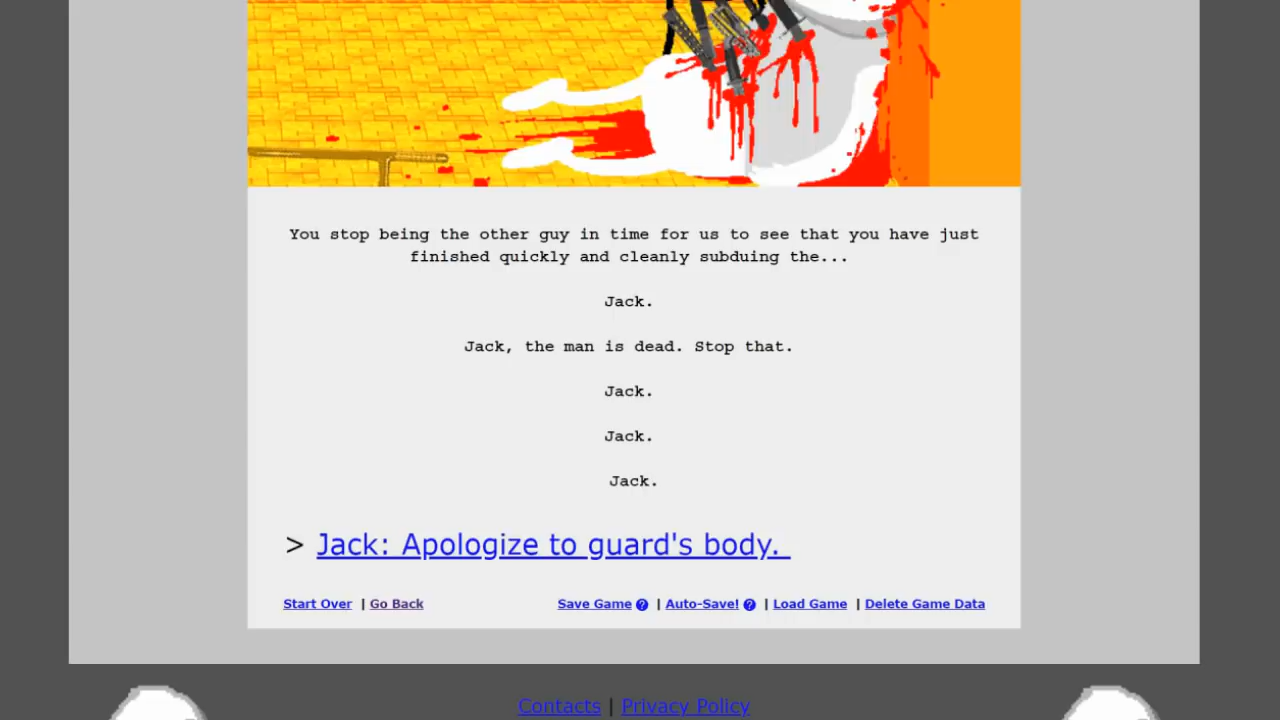 You stop being the other guy in time for us to see that you have just
finished quickly and cleanly subduing the...
Jack.
Jack, the man is dead. Stop that.
Jack.
Jack.
Jack.
> Jack: Apologize to guard's body.
Start Over | Go Back Save Game ? | Auto-Save! ? | Load Game | Delete Game Data
Contacts | Privacy Policy